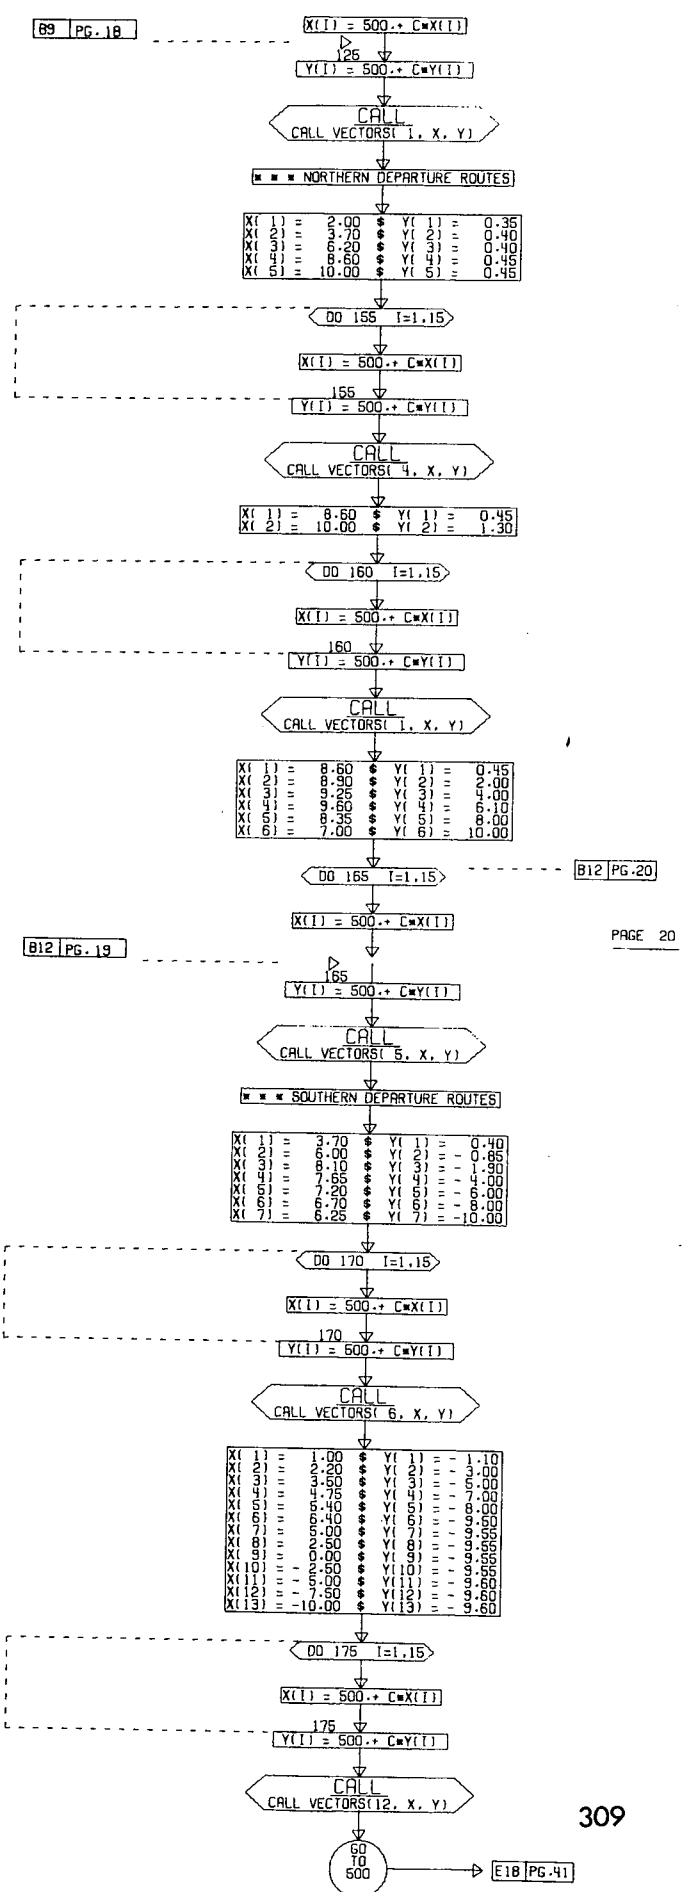 X(I) = 500.+ C*X(I)
B9 PG.18
125
Y(I) = 500.+ C*Y(I)
CALL
CALL VECTORS( 1, X, Y)
* * * NORTHERN DEPARTURE ROUTES
X( 1) = 2.00 $ Y( 1) = 0.35
X( 2) = 3.70 $ Y( 2) = 0.40
X( 3) = 6.20 $ Y( 3) = 0.40
X( 4) = 8.60 $ Y( 4) = 0.45
X( 5) = 10.00 $ Y( 5) = 0.45
DO 155 I=1,15
X(I) = 500.+ C*X(I)
155
Y(I) = 500.+ C*Y(I)
CALL
CALL VECTORS( 4, X, Y)
X( 1) = 8.60 $ Y( 1) = 0.45
X( 2) = 10.00 $ Y( 2) = 1.30
DO 160 I=1,15
X(I) = 500.+ C*X(I)
160
Y(I) = 500.+ C*Y(I)
CALL
CALL VECTORS( 1, X, Y)
X( 1) = 8.60 $ Y( 1) = 0.45
X( 2) = 8.90 $ Y( 2) = 2.00
X( 3) = 9.25 $ Y( 3) = 4.00
X( 4) = 9.60 $ Y( 4) = 6.10
X( 5) = 8.35 $ Y( 5) = 8.00
X( 6) = 7.00 $ Y( 6) = 10.00
DO 165 I=1,15
B12 PG.20
X(I) = 500.+ C*X(I)
PAGE 20
B12 PG.19
165
Y(I) = 500.+ C*Y(I)
CALL
CALL VECTORS( 5, X, Y)
* * * SOUTHERN DEPARTURE ROUTES
X( 1) = 3.70 $ Y( 1) = 0.40
X( 2) = 6.00 $ Y( 2) = - 0.85
X( 3) = 8.10 $ Y( 3) = - 1.90
X( 4) = 7.65 $ Y( 4) = - 4.00
X( 5) = 7.20 $ Y( 5) = - 6.00
X( 6) = 6.70 $ Y( 6) = - 8.00
X( 7) = 6.25 $ Y( 7) = -10.00
DO 170 I=1,15
X(I) = 500.+ C*X(I)
170
Y(I) = 500.+ C*Y(I)
CALL
CALL VECTORS( 6, X, Y)
X( 1) = 1.00 $ Y( 1) = - 1.10
X( 2) = 2.20 $ Y( 2) = - 3.00
X( 3) = 3.50 $ Y( 3) = - 5.00
X( 4) = 4.75 $ Y( 4) = - 7.00
X( 5) = 5.40 $ Y( 5) = - 8.00
X( 6) = 6.40 $ Y( 6) = - 9.50
X( 7) = 5.00 $ Y( 7) = - 9.55
X( 8) = 2.50 $ Y( 8) = - 9.55
X( 9) = 0.00 $ Y( 9) = - 9.55
X(10) = - 2.50 $ Y(10) = - 9.55
X(11) = - 5.00 $ Y(11) = - 9.60
X(12) = - 7.50 $ Y(12) = - 9.60
X(13) = -10.00 $ Y(13) = - 9.60
DO 175 I=1,15
X(I) = 500.+ C*X(I)
175
Y(I) = 500.+ C*Y(I)
CALL
CALL VECTORS(12, X, Y)
309
GO
TO
500
E18 PG.41